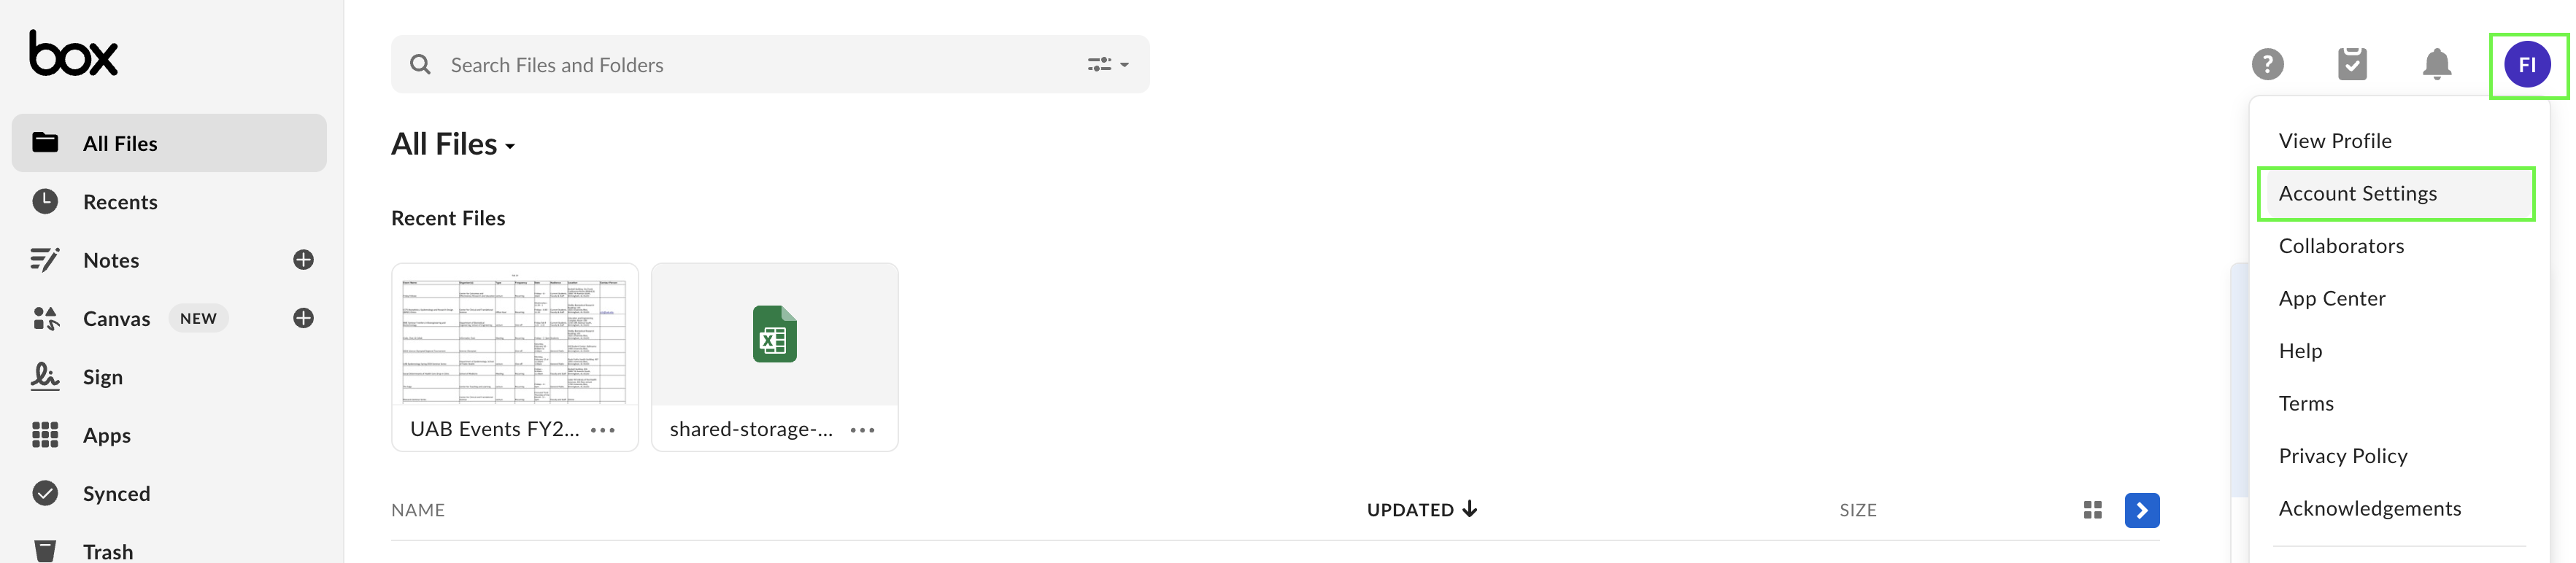 box
All Files
Recents
Notes
Canvas NEW
Sign
Apps
Synced
Trash
Search Files and Folders
FI
All Files
Recent Files
UAB Events FY2...
shared-storage-...
NAME UPDATED SIZE
View Profile
Account Settings
Collaborators
App Center
Help
Terms
Privacy Policy
Acknowledgements